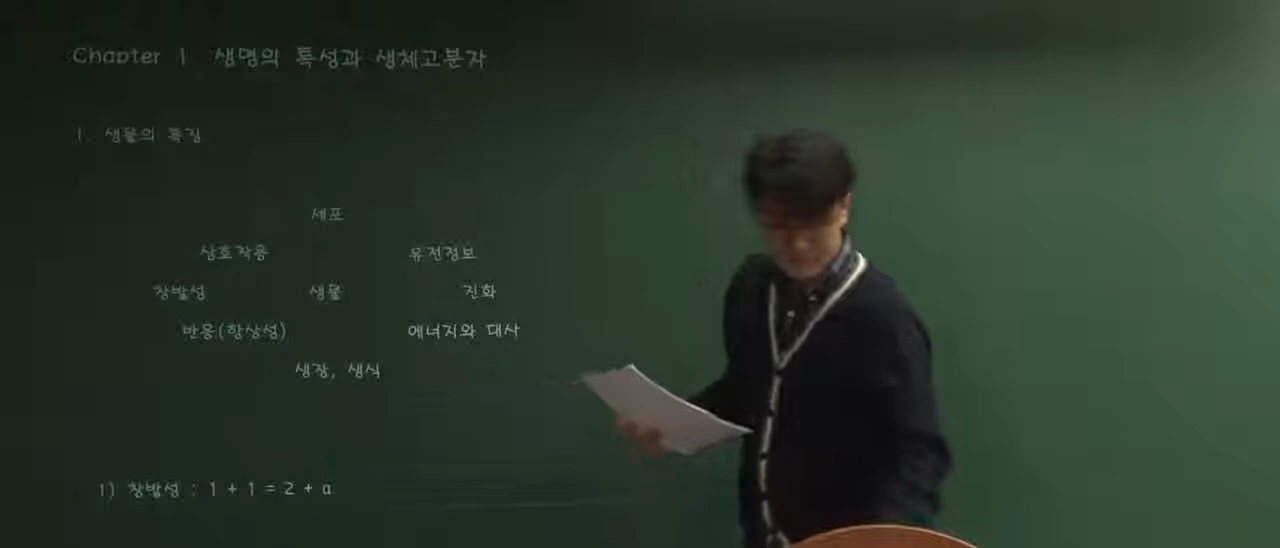 Chapter 1 생명의 특성과 생체고분자
1. 생물의 특징
세포
상호작용 유전정보
창발성 생물 진화
반응(항상성) 에너지와 대사
생장, 생식
1) 창발성 : 1 + 1 = 2 + a